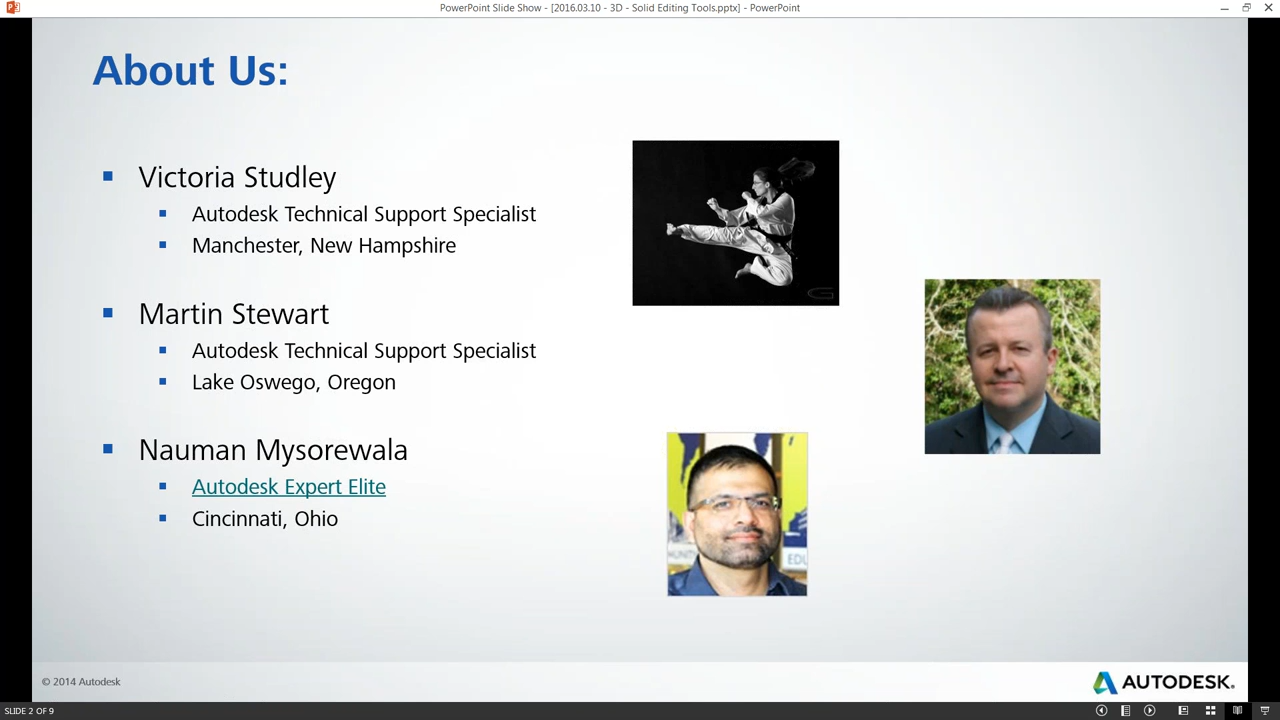 PowerPoint Slide Show - [2016.03.10 - 3D - Solid Editing Tools.pptx] - PowerPoint
About Us:
Victoria Studley
Autodesk Technical Support Specialist
Manchester, New Hampshire
Martin Stewart
Autodesk Technical Support Specialist
Lake Oswego, Oregon
Nauman Mysorewala
Autodesk Expert Elite
Cincinnati, Ohio
EDU
© 2014 Autodesk
AUTODESK.
SLIDE 2 OF 9